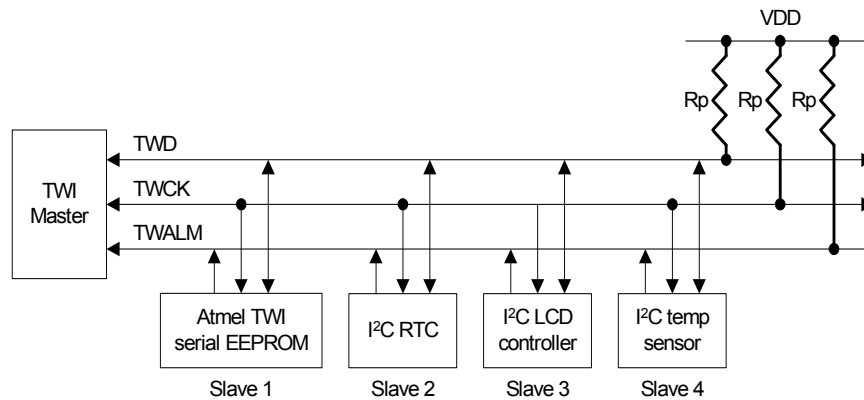 VDD
Rp Rp Rp
TWD
TWI
Master
TWCK
TWALM
Atmel TWI
serial EEPROM
I²C RTC
I²C LCD
controller
I²C temp
sensor
Slave 1 Slave 2 Slave 3 Slave 4